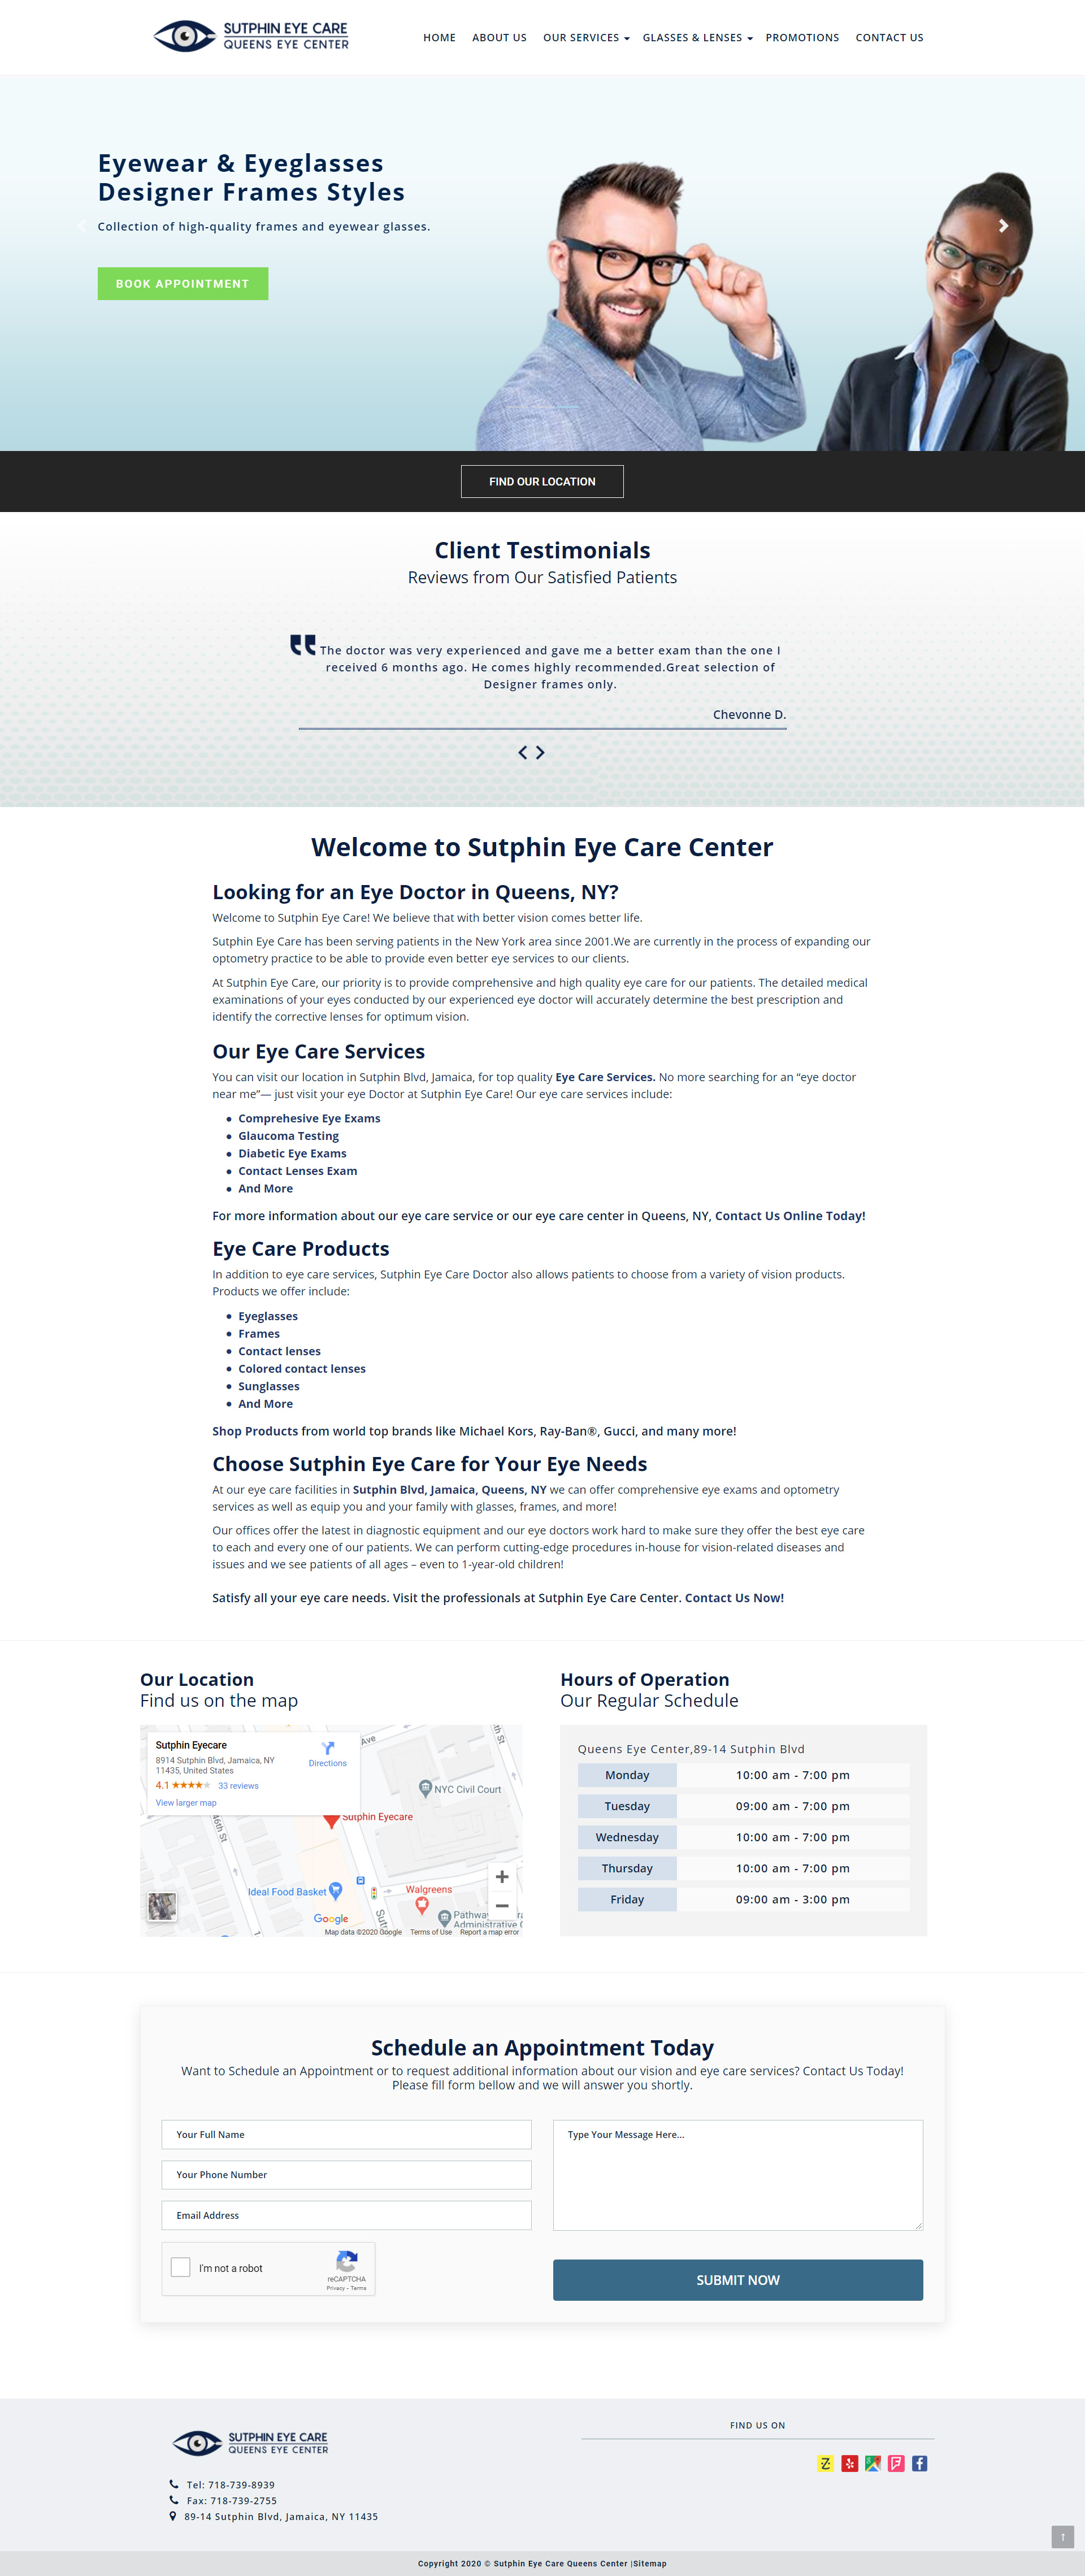 SUTPHIN EYE CARE
QUEENS EYE CENTER
HOME ABOUT US OUR SERVICES GLASSES & LENSES PROMOTIONS CONTACT US
Eyewear & Eyeglasses
Designer Frames Styles
Collection of high-quality frames and eyewear glasses.
BOOK APPOINTMENT
FIND OUR LOCATION
Client Testimonials
Reviews from Our Satisfied Patients
The doctor was very experienced and gave me a better exam than the one I
received 6 months ago. He comes highly recommended.Great selection of
Designer frames only.
Chevonne D.
Welcome to Sutphin Eye Care Center
Looking for an Eye Doctor in Queens, NY?
Welcome to Sutphin Eye Care! We believe that with better vision comes better life.
Sutphin Eye Care has been serving patients in the New York area since 2001.We are currently in the process of expanding our
optometry practice to be able to provide even better eye services to our clients.
At Sutphin Eye Care, our priority is to provide comprehensive and high quality eye care for our patients. The detailed medical
examinations of your eyes conducted by our experienced eye doctor will accurately determine the best prescription and
identify the corrective lenses for optimum vision.
Our Eye Care Services
You can visit our location in Sutphin Blvd, Jamaica, for top quality Eye Care Services. No more searching for an “eye doctor
near me”— just visit your eye Doctor at Sutphin Eye Care! Our eye care services include:
Comprehesive Eye Exams
Glaucoma Testing
Diabetic Eye Exams
Contact Lenses Exam
And More
For more information about our eye care service or our eye care center in Queens, NY, Contact Us Online Today!
Eye Care Products
In addition to eye care services, Sutphin Eye Care Doctor also allows patients to choose from a variety of vision products.
Products we offer include:
Eyeglasses
Frames
Contact lenses
Colored contact lenses
Sunglasses
And More
Shop Products from world top brands like Michael Kors, Ray-Ban®, Gucci, and many more!
Choose Sutphin Eye Care for Your Eye Needs
At our eye care facilities in Sutphin Blvd, Jamaica, Queens, NY we can offer comprehensive eye exams and optometry
services as well as equip you and your family with glasses, frames, and more!
Our offices offer the latest in diagnostic equipment and our eye doctors work hard to make sure they offer the best eye care
to each and every one of our patients. We can perform cutting-edge procedures in-house for vision-related diseases and
issues and we see patients of all ages – even to 1-year-old children!
Satisfy all your eye care needs. Visit the professionals at Sutphin Eye Care Center. Contact Us Now!
Our Location
Find us on the map
Sutphin Eyecare
8914 Sutphin Blvd, Jamaica, NY
11435, United States
Directions
4.1 33 reviews
View larger map
Ave
th St
NYC Civil Court
Sutphin Eyecare
46th St
Ideal Food Basket
Walgreens
Google
Sutp
Pathway
Administrative C
Map data ©2020 Google Terms of Use Report a map error
Hours of Operation
Our Regular Schedule
Queens Eye Center,89-14 Sutphin Blvd
Monday 10:00 am - 7:00 pm
Tuesday 09:00 am - 7:00 pm
Wednesday 10:00 am - 7:00 pm
Thursday 10:00 am - 7:00 pm
Friday 09:00 am - 3:00 pm
Schedule an Appointment Today
Want to Schedule an Appointment or to request additional information about our vision and eye care services? Contact Us Today!
Please fill form bellow and we will answer you shortly.
Your Full Name
Your Phone Number
Email Address
Type Your Message Here...
I'm not a robot
reCAPTCHA
Privacy - Terms
SUBMIT NOW
SUTPHIN EYE CARE
QUEENS EYE CENTER
Tel: 718-739-8939
Fax: 718-739-2755
89-14 Sutphin Blvd, Jamaica, NY 11435
FIND US ON
Copyright 2020 © Sutphin Eye Care Queens Center |Sitemap